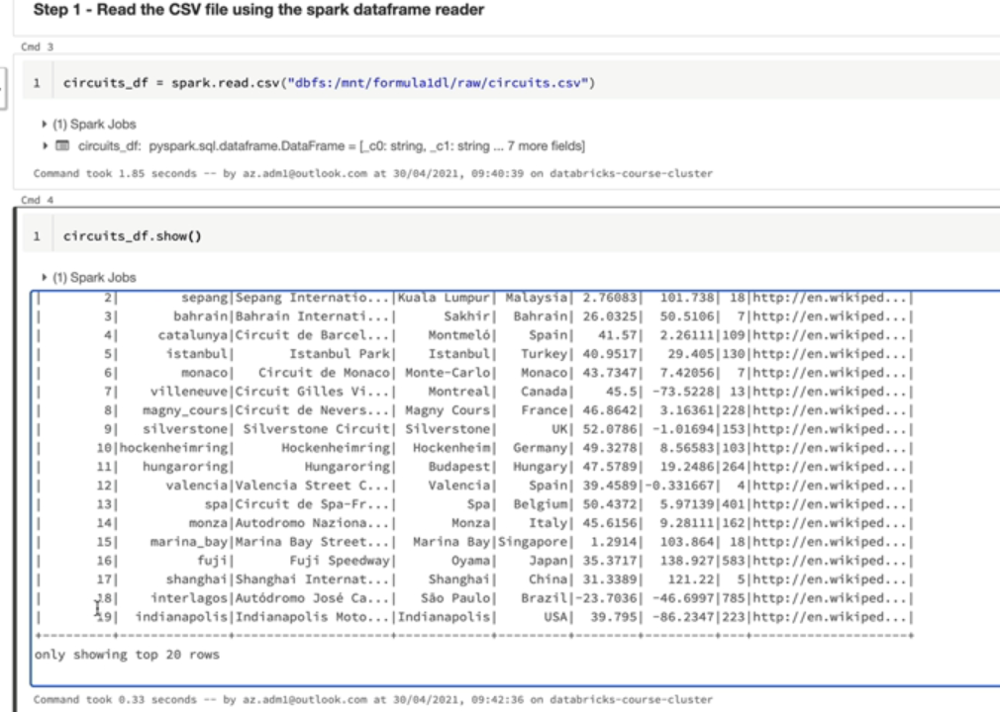 Step 1 - Read the CSV file using the spark dataframe reader
Cmd 3
1 circuits_df = spark.read.csv("dbfs:/mnt/formula1dl/raw/circuits.csv")
(1) Spark Jobs
circuits_df: pyspark.sql.dataframe.DataFrame = [_c0: string, _c1: string ... 7 more fields]
Command took 1.85 seconds -- by az.adm1@outlook.com at 30/04/2021, 09:40:39 on databricks-course-cluster
Cmd 4
1 circuits_df.show()
(1) Spark Jobs
| 2| sepang|Sepang Internatio...|Kuala Lumpur| Malaysia| 2.76083| 101.738| 18|http://en.wikiped...|
| 3| bahrain|Bahrain Internati...| Sakhir| Bahrain| 26.0325| 50.5106| 7|http://en.wikiped...|
| 4| catalunya|Circuit de Barcel...| Montmeló| Spain| 41.57| 2.26111|109|http://en.wikiped...|
| 5| istanbul| Istanbul Park| Istanbul| Turkey| 40.9517| 29.405|130|http://en.wikiped...|
| 6| monaco| Circuit de Monaco| Monte-Carlo| Monaco| 43.7347| 7.42056| 7|http://en.wikiped...|
| 7| villeneuve|Circuit Gilles Vi...| Montreal| Canada| 45.5| -73.5228| 13|http://en.wikiped...|
| 8| magny_cours|Circuit de Nevers...| Magny Cours| France| 46.8642| 3.16361|228|http://en.wikiped...|
| 9| silverstone| Silverstone Circuit| Silverstone| UK| 52.0786| -1.01694|153|http://en.wikiped...|
| 10|hockenheimring| Hockenheimring| Hockenheim| Germany| 49.3278| 8.56583|103|http://en.wikiped...|
| 11| hungaroring| Hungaroring| Budapest| Hungary| 47.5789| 19.2486|264|http://en.wikiped...|
| 12| valencia|Valencia Street C...| Valencia| Spain| 39.4589|-0.331667| 4|http://en.wikiped...|
| 13| spa|Circuit de Spa-Fr...| Spa| Belgium| 50.4372| 5.97139|401|http://en.wikiped...|
| 14| monza|Autodromo Naziona...| Monza| Italy| 45.6156| 9.28111|162|http://en.wikiped...|
| 15| marina_bay|Marina Bay Street...| Marina Bay|Singapore| 1.2914| 103.864| 18|http://en.wikiped...|
| 16| fuji| Fuji Speedway| Oyama| Japan| 35.3717| 138.927|583|http://en.wikiped...|
| 17| shanghai|Shanghai Internat...| Shanghai| China| 31.3389| 121.22| 5|http://en.wikiped...|
| 18| interlagos|Autódromo José Ca...| São Paulo| Brazil|-23.7036| -46.6997|785|http://en.wikiped...|
| 19| indianapolis|Indianapolis Moto...|Indianapolis| USA| 39.795| -86.2347|223|http://en.wikiped...|
+----------+--------------+--------------------+------------+---------+--------+---------+---+--------------------+
only showing top 20 rows
Command took 0.33 seconds -- by az.adm1@outlook.com at 30/04/2021, 09:42:36 on databricks-course-cluster